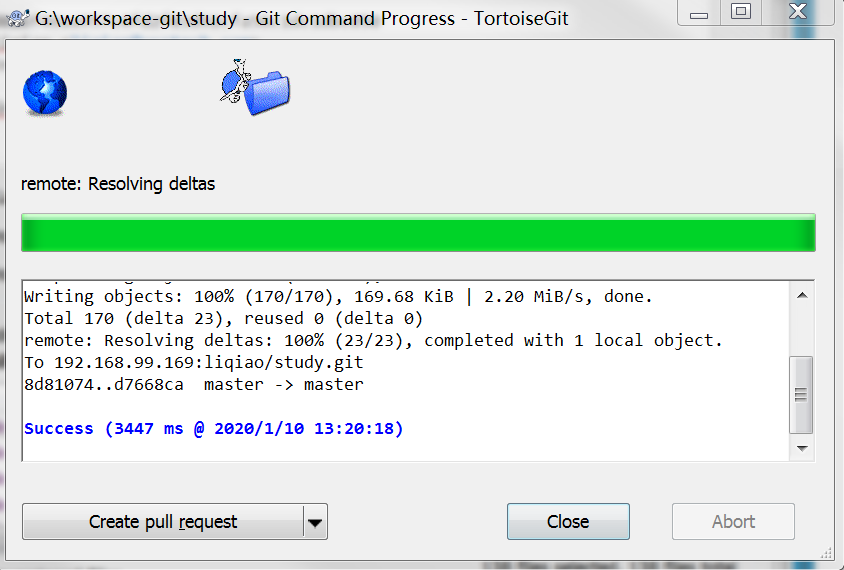 G:\workspace-git\study - Git Command Progress - TortoiseGit
remote: Resolving deltas
Writing objects: 100% (170/170), 169.68 KiB | 2.20 MiB/s, done.
Total 170 (delta 23), reused 0 (delta 0)
remote: Resolving deltas: 100% (23/23), completed with 1 local object.
To 192.168.99.169:liqiao/study.git
8d81074..d7668ca  master -> master
Success (3447 ms @ 2020/1/10 13:20:18)
Create pull request
Close
Abort